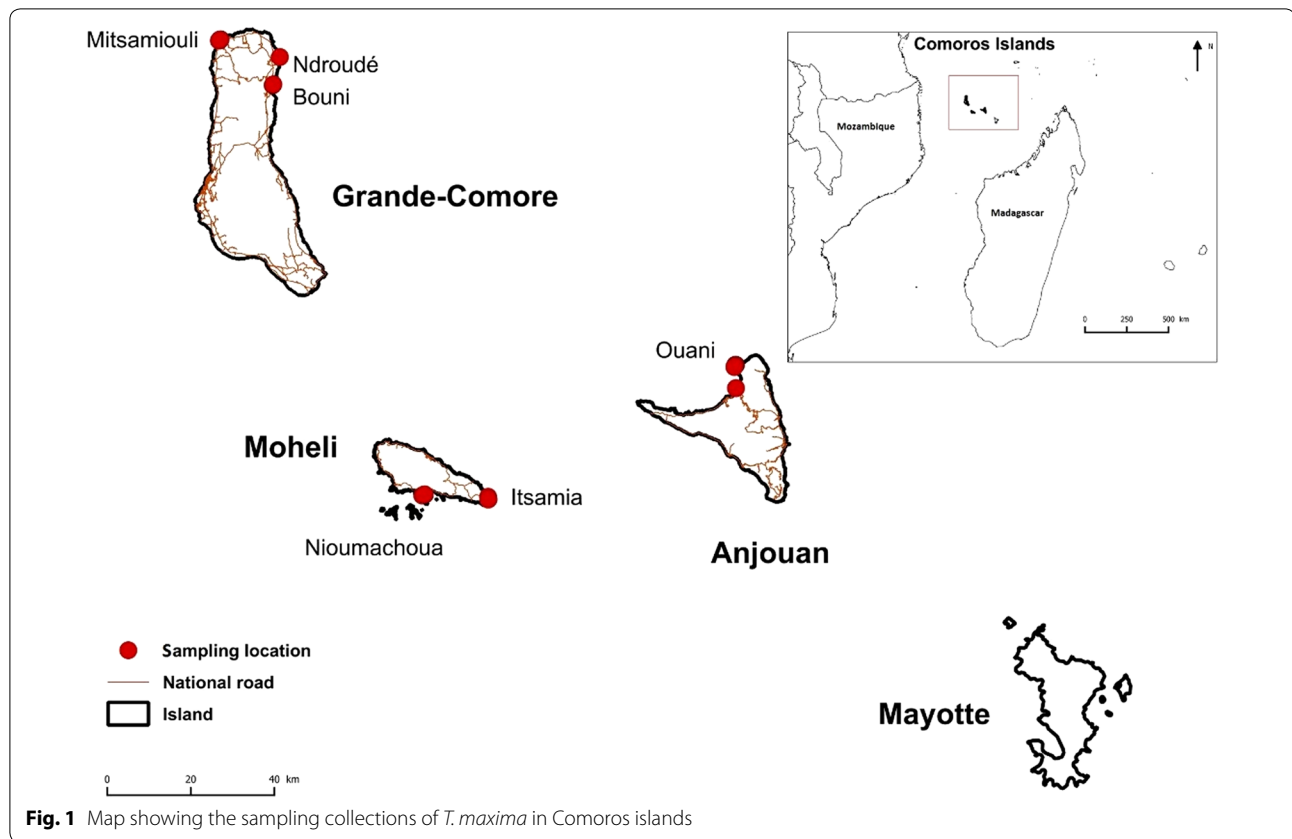 Comoros Islands
N
Mozambique
Madagascar
0 250 500 km
Mitsamiouli
Ndroudé
Bouni
Grande-Comore
Ouani
Moheli
Itsamia
Nioumachoua
Anjouan
Mayotte
Sampling location
National road
Island
0 20 40 km
Fig. 1 Map showing the sampling collections of T. maxima in Comoros islands